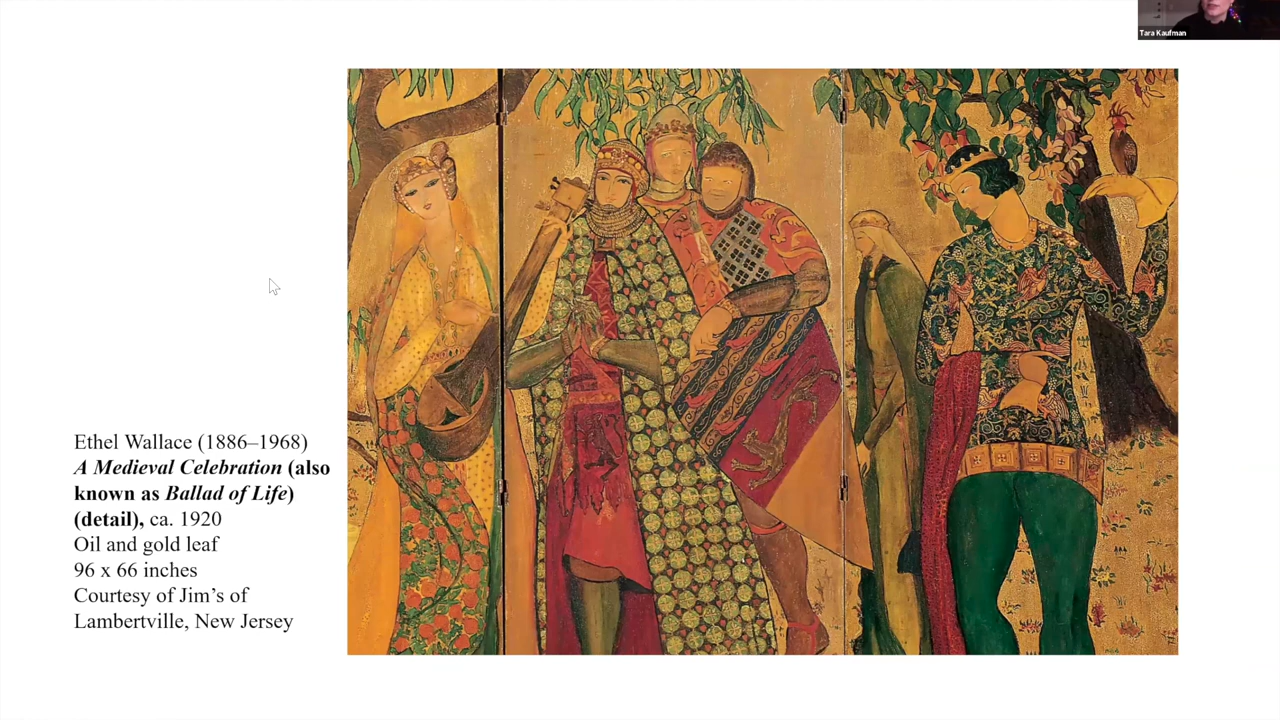 Tara Kaufman
Ethel Wallace (1886–1968)
A Medieval Celebration (also
known as Ballad of Life)
(detail), ca. 1920
Oil and gold leaf
96 x 66 inches
Courtesy of Jim’s of
Lambertville, New Jersey